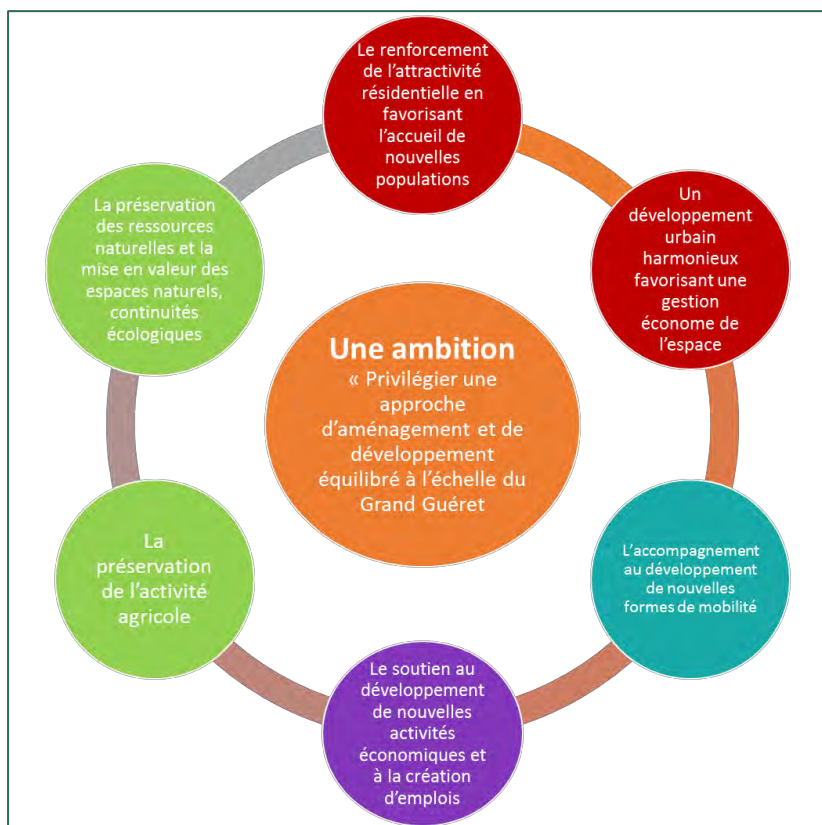 Le renforcement
de l'attractivité
résidentielle en
favorisant
l'accueil de
nouvelles
populations
Un
développement
urbain
harmonieux
favorisant une
gestion
économe de
l'espace
L'accompagnement
au développement
de nouvelles
formes de mobilité
Le soutien au
développement
de nouvelles
activités
économiques et
à la création
d'emplois
La
préservation
de l'activité
agricole
La préservation
des ressources
naturelles et la
mise en valeur des
espaces naturels,
continuités
écologiques
Une ambition
« Privilégier une
approche
d'aménagement et de
développement
équilibré à l'échelle du
Grand Guéret